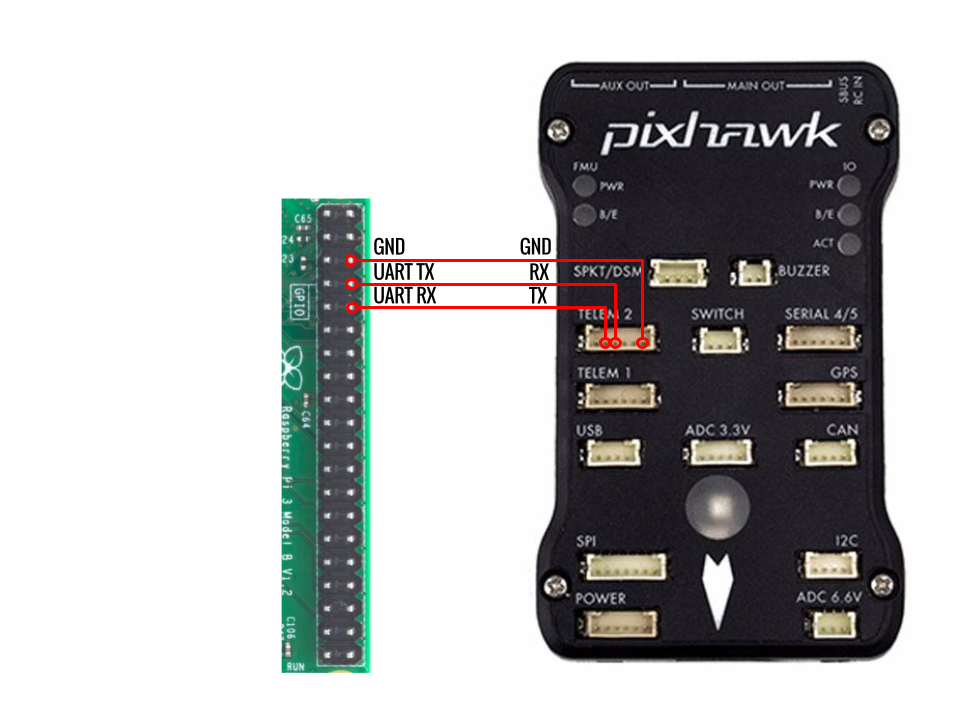 AUX OUT
MAIN OUT
SBUS
RC IN
pixhawk
FMU
IO
PWR
PWR
B/E
B/E
ACT
C65
24
23
GPIO
GND
GND
UART TX
RX
UART RX
TX
SPKT/DSM
BUZZER
TELEM 2
SWITCH
SERIAL 4/5
TELEM 1
GPS
C64
Raspberry Pi 3 Model B V1.2
USB
ADC 3.3V
CAN
SPI
I2C
POWER
ADC 6.6V
C106
RUN